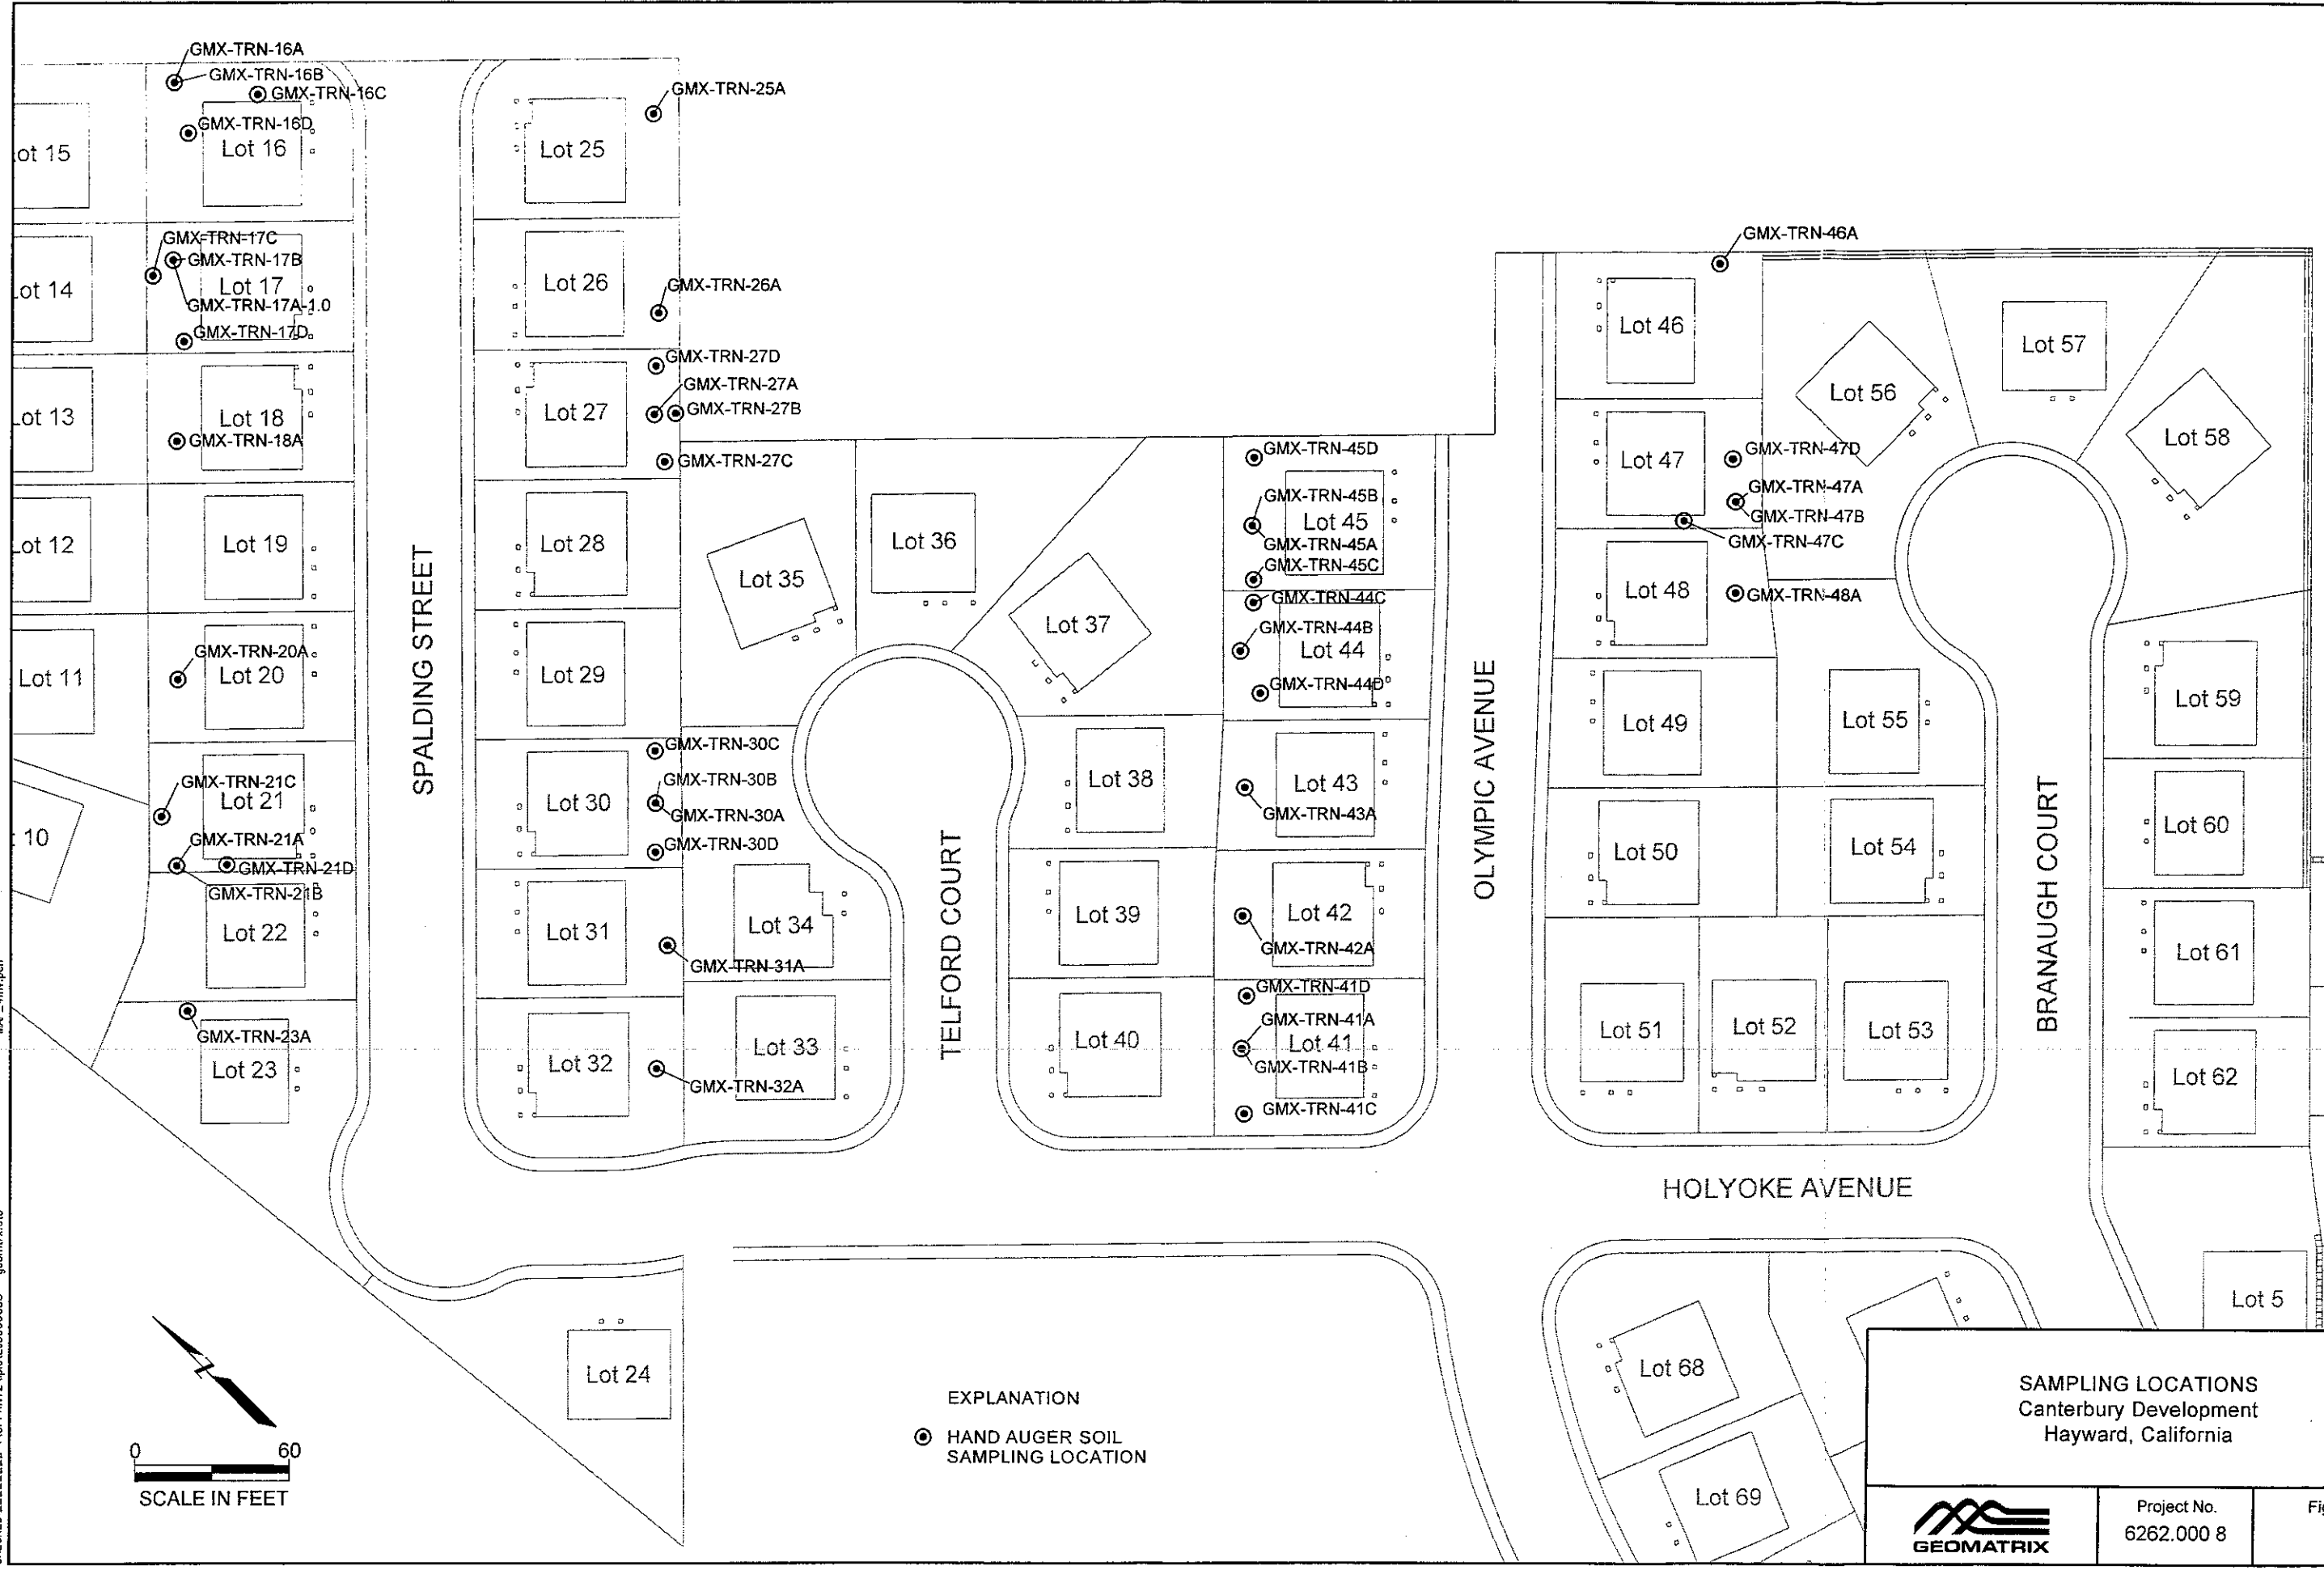 GMX-TRN-16A
GMX-TRN-16B
GMX-TRN-16C
GMX-TRN-16D
Lot 16
ot 15
GMX-TRN-25A
Lot 25
GMX-TRN-17C
GMX-TRN-17B
Lot 17
GMX-TRN-17A-1.0
GMX-TRN-17D
Lot 14
Lot 26
GMX-TRN-26A
GMX-TRN-46A
Lot 46
Lot 57
GMX-TRN-27D
GMX-TRN-27A
GMX-TRN-27B
GMX-TRN-27C
Lot 27
Lot 13
Lot 18
GMX-TRN-18A
Lot 56
Lot 58
GMX-TRN-45D
GMX-TRN-45B
Lot 45
GMX-TRN-45A
GMX-TRN-45C
Lot 47
GMX-TRN-47D
GMX-TRN-47A
GMX-TRN-47B
GMX-TRN-47C
Lot 12
Lot 19
SPALDING STREET
Lot 28
Lot 35
Lot 36
Lot 37
GMX-TRN-44C
GMX-TRN-44B
Lot 44
GMX-TRN-44D
Lot 48
GMX-TRN-48A
Lot 11
GMX-TRN-20A
Lot 20
Lot 29
OLYMPIC AVENUE
Lot 49
Lot 55
Lot 59
GMX-TRN-21C
Lot 21
GMX-TRN-21A
GMX-TRN-21D
GMX-TRN-21B
10
GMX-TRN-30C
GMX-TRN-30B
Lot 30
GMX-TRN-30A
GMX-TRN-30D
Lot 38
Lot 43
GMX-TRN-43A
Lot 50
Lot 54
BRANAUGH COURT
Lot 60
Lot 22
Lot 31
Lot 34
GMX-TRN-31A
TELFORD COURT
Lot 39
Lot 42
GMX-TRN-42A
Lot 61
GMX-TRN-23A
Lot 23
Lot 32
Lot 33
GMX-TRN-32A
Lot 40
GMX-TRN-41D
GMX-TRN-41A
Lot 41
GMX-TRN-41B
GMX-TRN-41C
Lot 51
Lot 52
Lot 53
Lot 62
HOLYOKE AVENUE
Lot 5
Lot 24
Lot 68
Lot 69
0 60
SCALE IN FEET
EXPLANATION
HAND AUGER SOIL
SAMPLING LOCATION
SAMPLING LOCATIONS
Canterbury Development
Hayward, California
GEOMATRIX
Project No.
6262.000 8